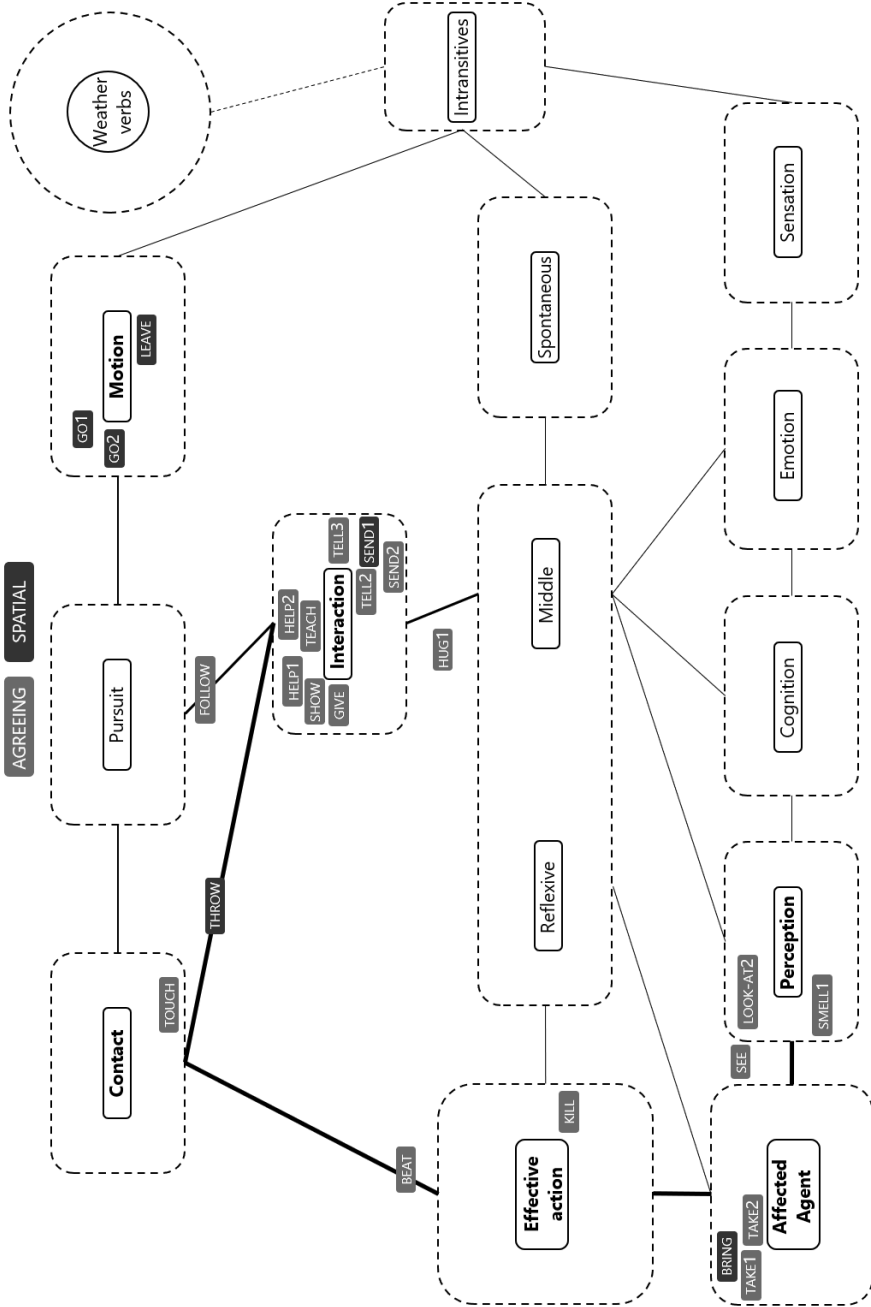 AGREEING
SPATIAL
Contact
TOUCH
Pursuit
GO1
GO2
Motion
LEAVE
Weather
verbs
THROW
FOLLOW
HELP1
HELP2
SHOW
TEACH
GIVE
Interaction
TELL3
TELL2
SEND1
SEND2
BEAT
HUG1
Intransitives
Effective
action
KILL
Reflexive
Middle
Spontaneous
BRING
TAKE1
TAKE2
Affected
Agent
SEE
LOOK-AT2
Perception
SMELL1
Cognition
Emotion
Sensation